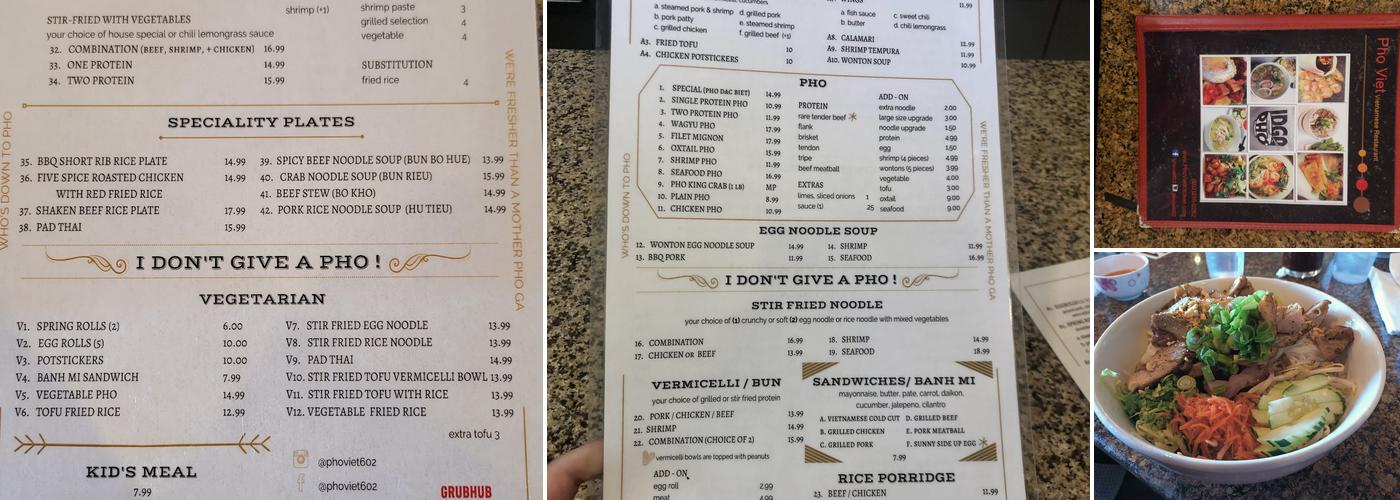 shrimp (+1)
shrimp paste 3
grilled selection 4
vegetable 4
SUBSTITUTION
fried rice 4
STIR-FRIED WITH VEGETABLES
your choice of house special or chili lemongrass sauce
32. COMBINATION (BEEF, SHRIMP, + CHICKEN) 16.99
33. ONE PROTEIN 14.99
34. TWO PROTEIN 15.99
WHO'S DOWN TO PHO
WE'RE FRESHER THAN A MOTHER PHO GA
SPECIALITY PLATES
35. BBQ SHORT RIB RICE PLATE 14.99
36. FIVE SPICE ROASTED CHICKEN 14.99
WITH RED FRIED RICE
37. SHAKEN BEEF RICE PLATE 17.99
38. PAD THAI 15.99
39. SPICY BEEF NOODLE SOUP (BUN BO HUE) 13.99
40. CRAB NOODLE SOUP (BUN RIEU) 15.99
41. BEEF STEW (BO KHO) 14.99
42. PORK RICE NOODLE SOUP (HU TIEU) 14.99
I DON'T GIVE A PHO !
VEGETARIAN
V1. SPRING ROLLS (2) 6.00
V2. EGG ROLLS (5) 10.00
V3. POTSTICKERS 10.00
V4. BANH MI SANDWICH 7.99
V5. VEGETABLE PHO 14.99
V6. TOFU FRIED RICE 12.99
V7. STIR FRIED EGG NOODLE 13.99
V8. STIR FRIED RICE NOODLE 13.99
V9. PAD THAI 14.99
V10. STIR FRIED TOFU VERMICELLI BOWL 13.99
V11. STIR FRIED TOFU WITH RICE 13.99
V12. VEGETABLE FRIED RICE 13.99
extra tofu 3
KID'S MEAL
7.99
@phoviet602
@phoviet602
GRUBHUB
a. steamed pork & shrimp
b. pork patty
c. grilled chicken
d. grilled pork
e. steamed shrimp
f. grilled beef (+1)
A3. FRIED TOFU 10
A4. CHICKEN POTSTICKERS 10
WINGS 11.99
a. fish sauce
b. butter
c. sweet chili
d. chili lemongrass
A8. CALAMARI 12.99
A9. SHRIMP TEMPURA 11.99
A10. WONTON SOUP 10.99
PHO
1. SPECIAL (PHO DAC BIET) 14.99
2. SINGLE PROTEIN PHO 10.99
3. TWO PROTEIN PHO 11.99
4. WAGYU PHO 17.99
5. FILET MIGNON 17.99
6. OXTAIL PHO 15.99
7. SHRIMP PHO 11.99
8. SEAFOOD PHO 16.99
9. PHO KING CRAB (1 LB) MP
10. PLAIN PHO 8.99
11. CHICKEN PHO 10.99
PROTEIN
rare tender beef
flank
brisket
tendon
tripe
beef meatball
EXTRAS
limes, sliced onions 1
sauce (1) 25
ADD - ON
extra noodle 2.00
large size upgrade 3.00
noodle upgrade 1.50
protein 4.99
egg 1.50
shrimp (4 pieces) 4.99
wontons (5 pieces) 3.99
vegetable 4.00
tofu 3.00
oxtail 9.00
seafood 9.00
WHO'S DOWN TO PHO
WE'RE FRESHER THAN A MOTHER PHO GA
EGG NOODLE SOUP
12. WONTON EGG NOODLE SOUP 14.99
13. BBQ PORK 11.99
14. SHRIMP 11.99
15. SEAFOOD 16.99
I DON'T GIVE A PHO !
STIR FRIED NOODLE
your choice of (1) crunchy or soft (2) egg noodle or rice noodle with mixed vegetables
16. COMBINATION 16.99
17. CHICKEN OR BEEF 13.99
18. SHRIMP 14.99
19. SEAFOOD 18.99
VERMICELLI / BUN
your choice of grilled or stir fried protein
20. PORK / CHICKEN / BEEF 13.99
21. SHRIMP 14.99
22. COMBINATION (CHOICE OF 2) 15.99
vermicelli bowls are topped with peanuts
ADD - ON
egg roll 2.99
meat 4.99
SANDWICHES/ BANH MI
mayonnaise, butter, pate, carrot, daikon,
cucumber, jalepeno, cilantro
A. VIETNAMESE COLD CUT D. GRILLED BEEF
B. GRILLED CHICKEN E. PORK MEATBALL
C. GRILLED PORK F. SUNNY SIDE UP EGG
7.99
RICE PORRIDGE
23. BEEF / CHICKEN 11.99
Pho Viet Vietnamese Restaurant
IDGA PHO